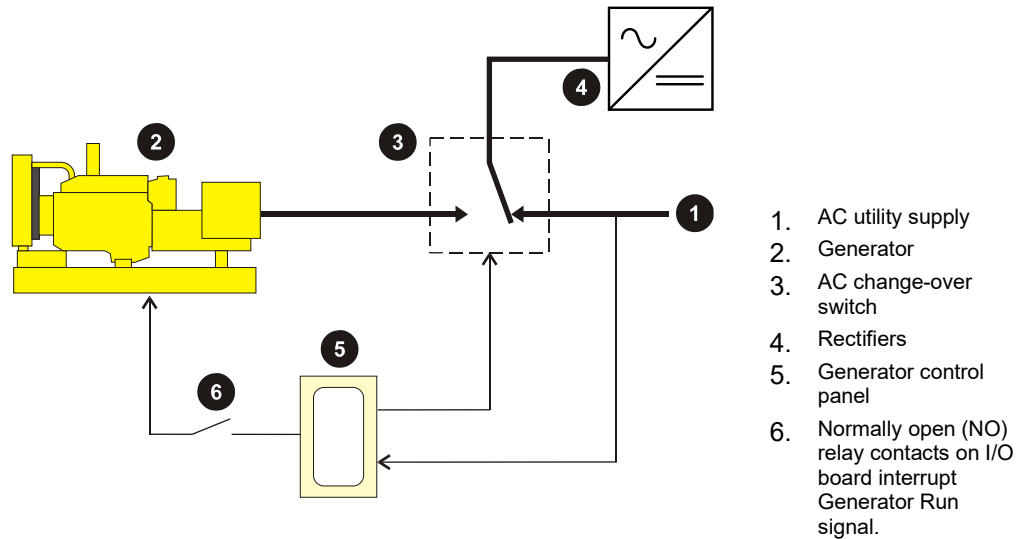 2
3
4
1
5
6
1. AC utility supply
2. Generator
3. AC change-over
switch
4. Rectifiers
5. Generator control
panel
6. Normally open (NO)
relay contacts on I/O
board interrupt
Generator Run
signal.